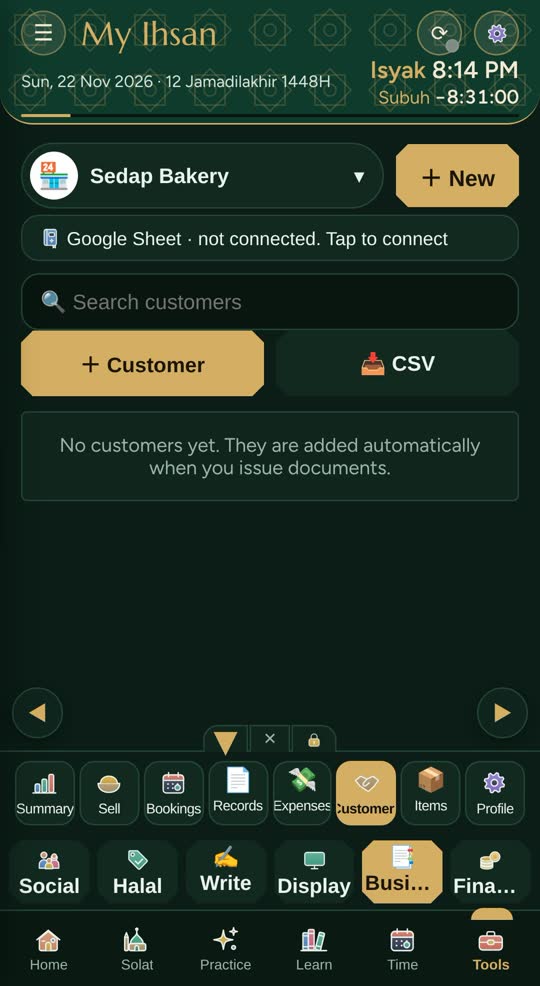 My Ihsan
Sun, 22 Nov 2026 · 12 Jamadilakhir 1448H
Isyak 8:14 PM
Subuh −8:31:00
24
Sedap Bakery
+ New
Google Sheet · not connected. Tap to connect
Search customers
+ Customer
CSV
No customers yet. They are added automatically
when you issue documents.
Summary Sell Bookings Records Expenses Customer Items Profile
Social Halal Write Display Busi... Fina...
Home Solat Practice Learn Time Tools